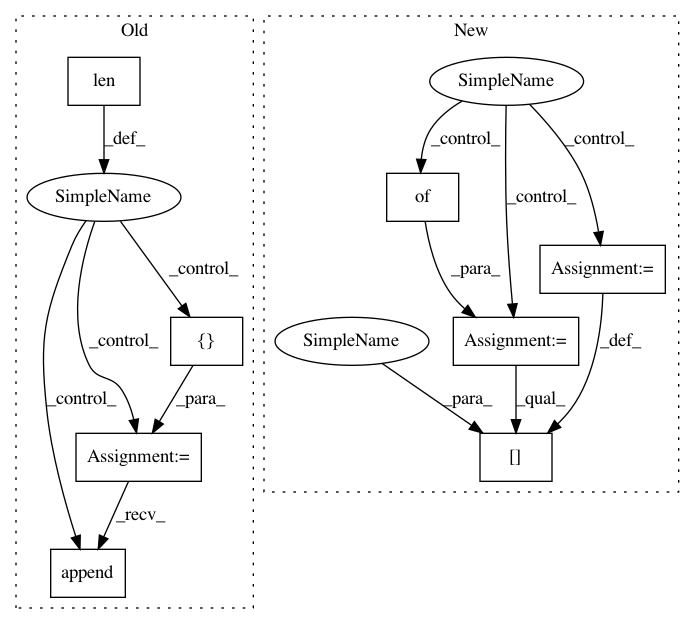 Old
New
len
SimpleName
_def_
_control_
_control_
SimpleName
of
_control_
_control_
_control_
_para_
Assignment:=
{}
SimpleName
Assignment:=
_control_
_para_
_para_
_qual_
_def_
Assignment:=
[]
_recv_
append